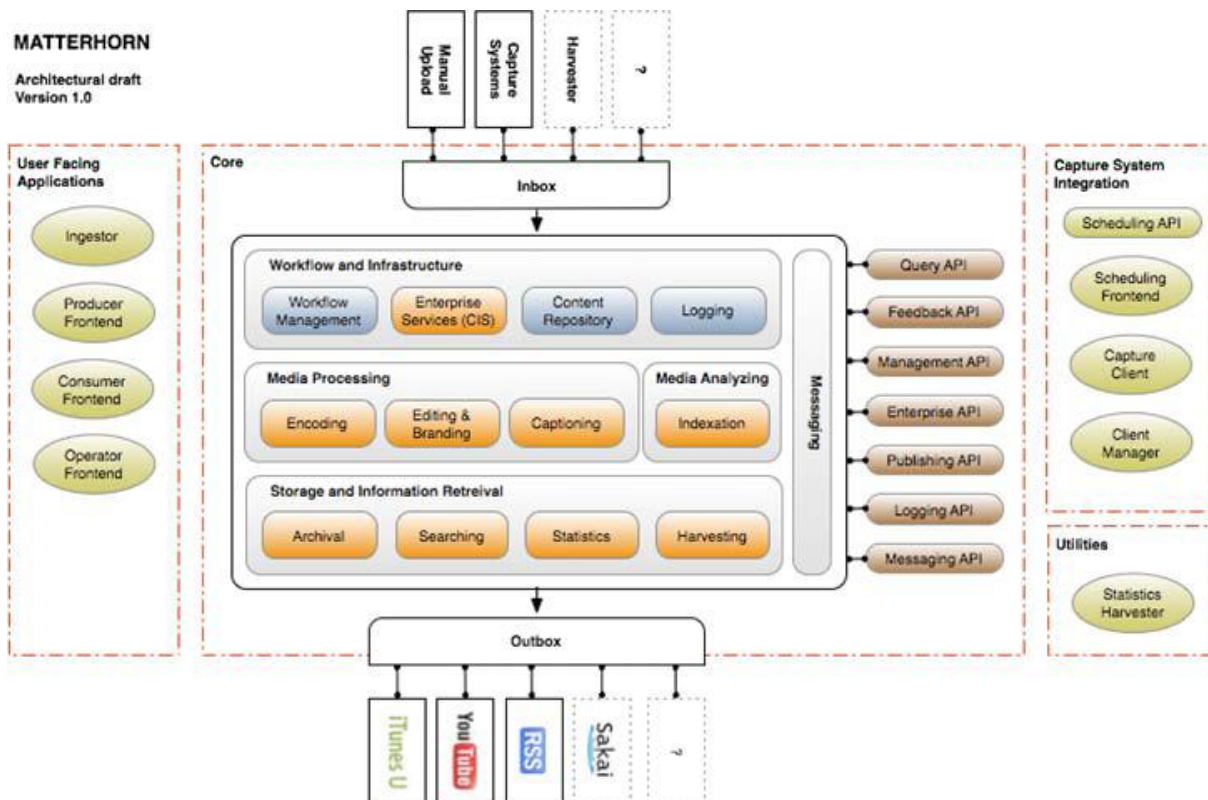 MATTERHORN
Architectural draft
Version 1.0
Manual
Upload
Capture
Systems
Harvester
?
User Facing
Applications
Ingestor
Producer
Frontend
Consumer
Frontend
Operator
Frontend
Core
Inbox
Workflow and Infrastructure
Workflow
Management
Enterprise
Services (CIS)
Content
Repository
Logging
Media Processing
Encoding
Editing &
Branding
Captioning
Media Analyzing
Indexation
Storage and Information Retreival
Archival
Searching
Statistics
Harvesting
Messaging
Query API
Feedback API
Management API
Enterprise API
Publishing API
Logging API
Messaging API
Outbox
iTunes U
YouTube
RSS
Sakai
?
Capture System
Integration
Scheduling API
Scheduling
Frontend
Capture
Client
Client
Manager
Utilities
Statistics
Harvester